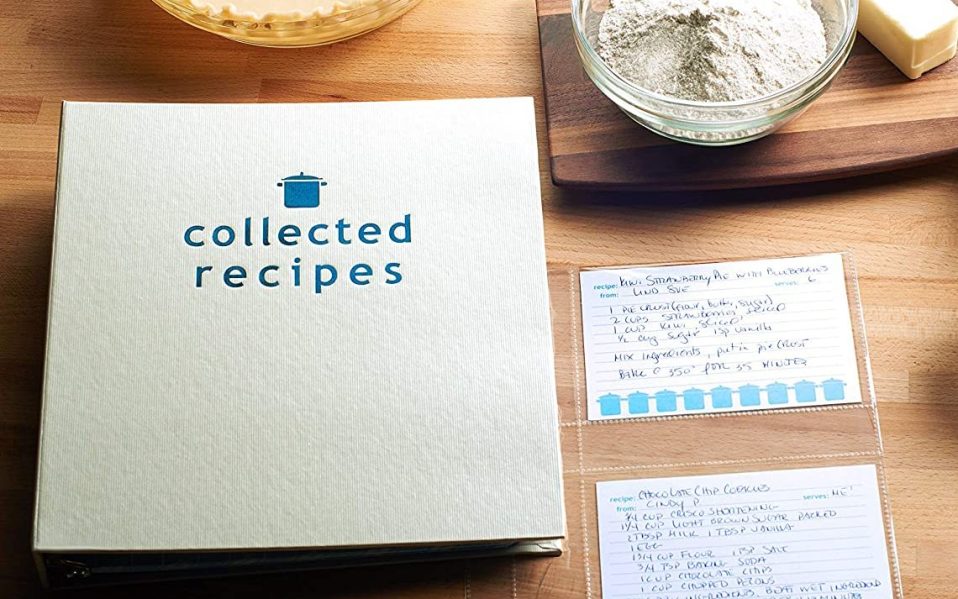 collected
recipes
recipe: KIWI STRAWBERRY PIE WITH BLUEBERRIES
from: LIND SUE serves: 6
1 PIE CRUST (flour, butter, sugar)
2 CUPS STRAWBERRIES, SLICED
1 CUP KIWI, SLICED
1/2 cup sugar 1 tsp vanilla
MIX INGREDIENTS, put in PIE CRUST
BAKE @ 350° FOR 35 MINUTES
recipe: CHOCOLATE CHIP COOKIES
from: CINDY P serves: ME!
3/4 CUP CRISCO SHORTENING
1 1/4 CUP LIGHT BROWN SUGAR PACKED
2 TBSP MILK 1 TBSP VANILLA
1 EGG
1 3/4 CUP FLOUR 1 TSP SALT
3/4 TSP BAKING SODA
1 CUP CHOCOLATE CHIPS
1 CUP CHOPPED PECANS
INGREDIENTS. BEAT WET INGREDIENTS